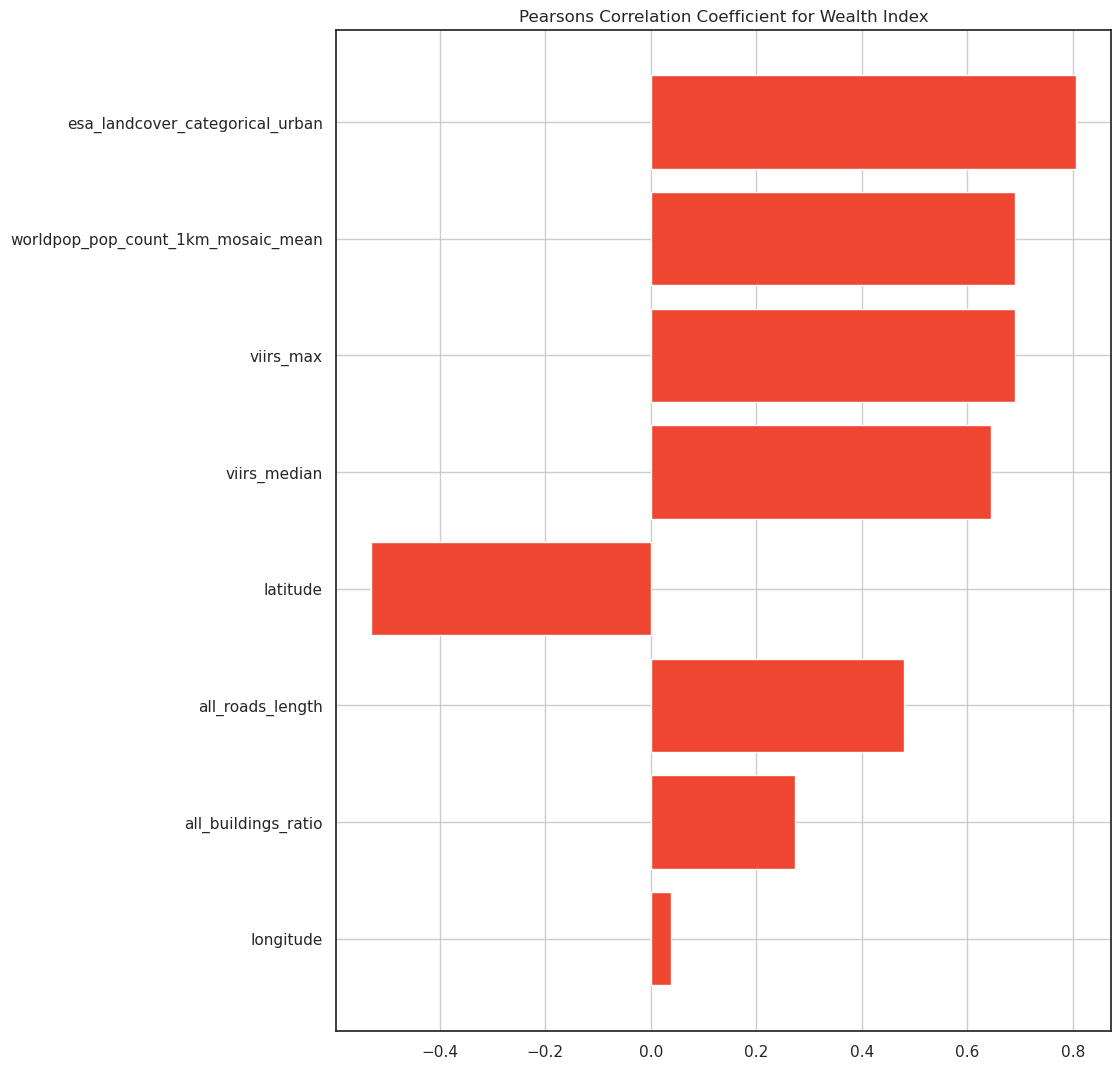 Pearsons Correlation Coefficient for Wealth Index
esa_landcover_categorical_urban
worldpop_pop_count_1km_mosaic_mean
viirs_max
viirs_median
latitude
all_roads_length
all_buildings_ratio
longitude
−0.4 −0.2 0.0 0.2 0.4 0.6 0.8